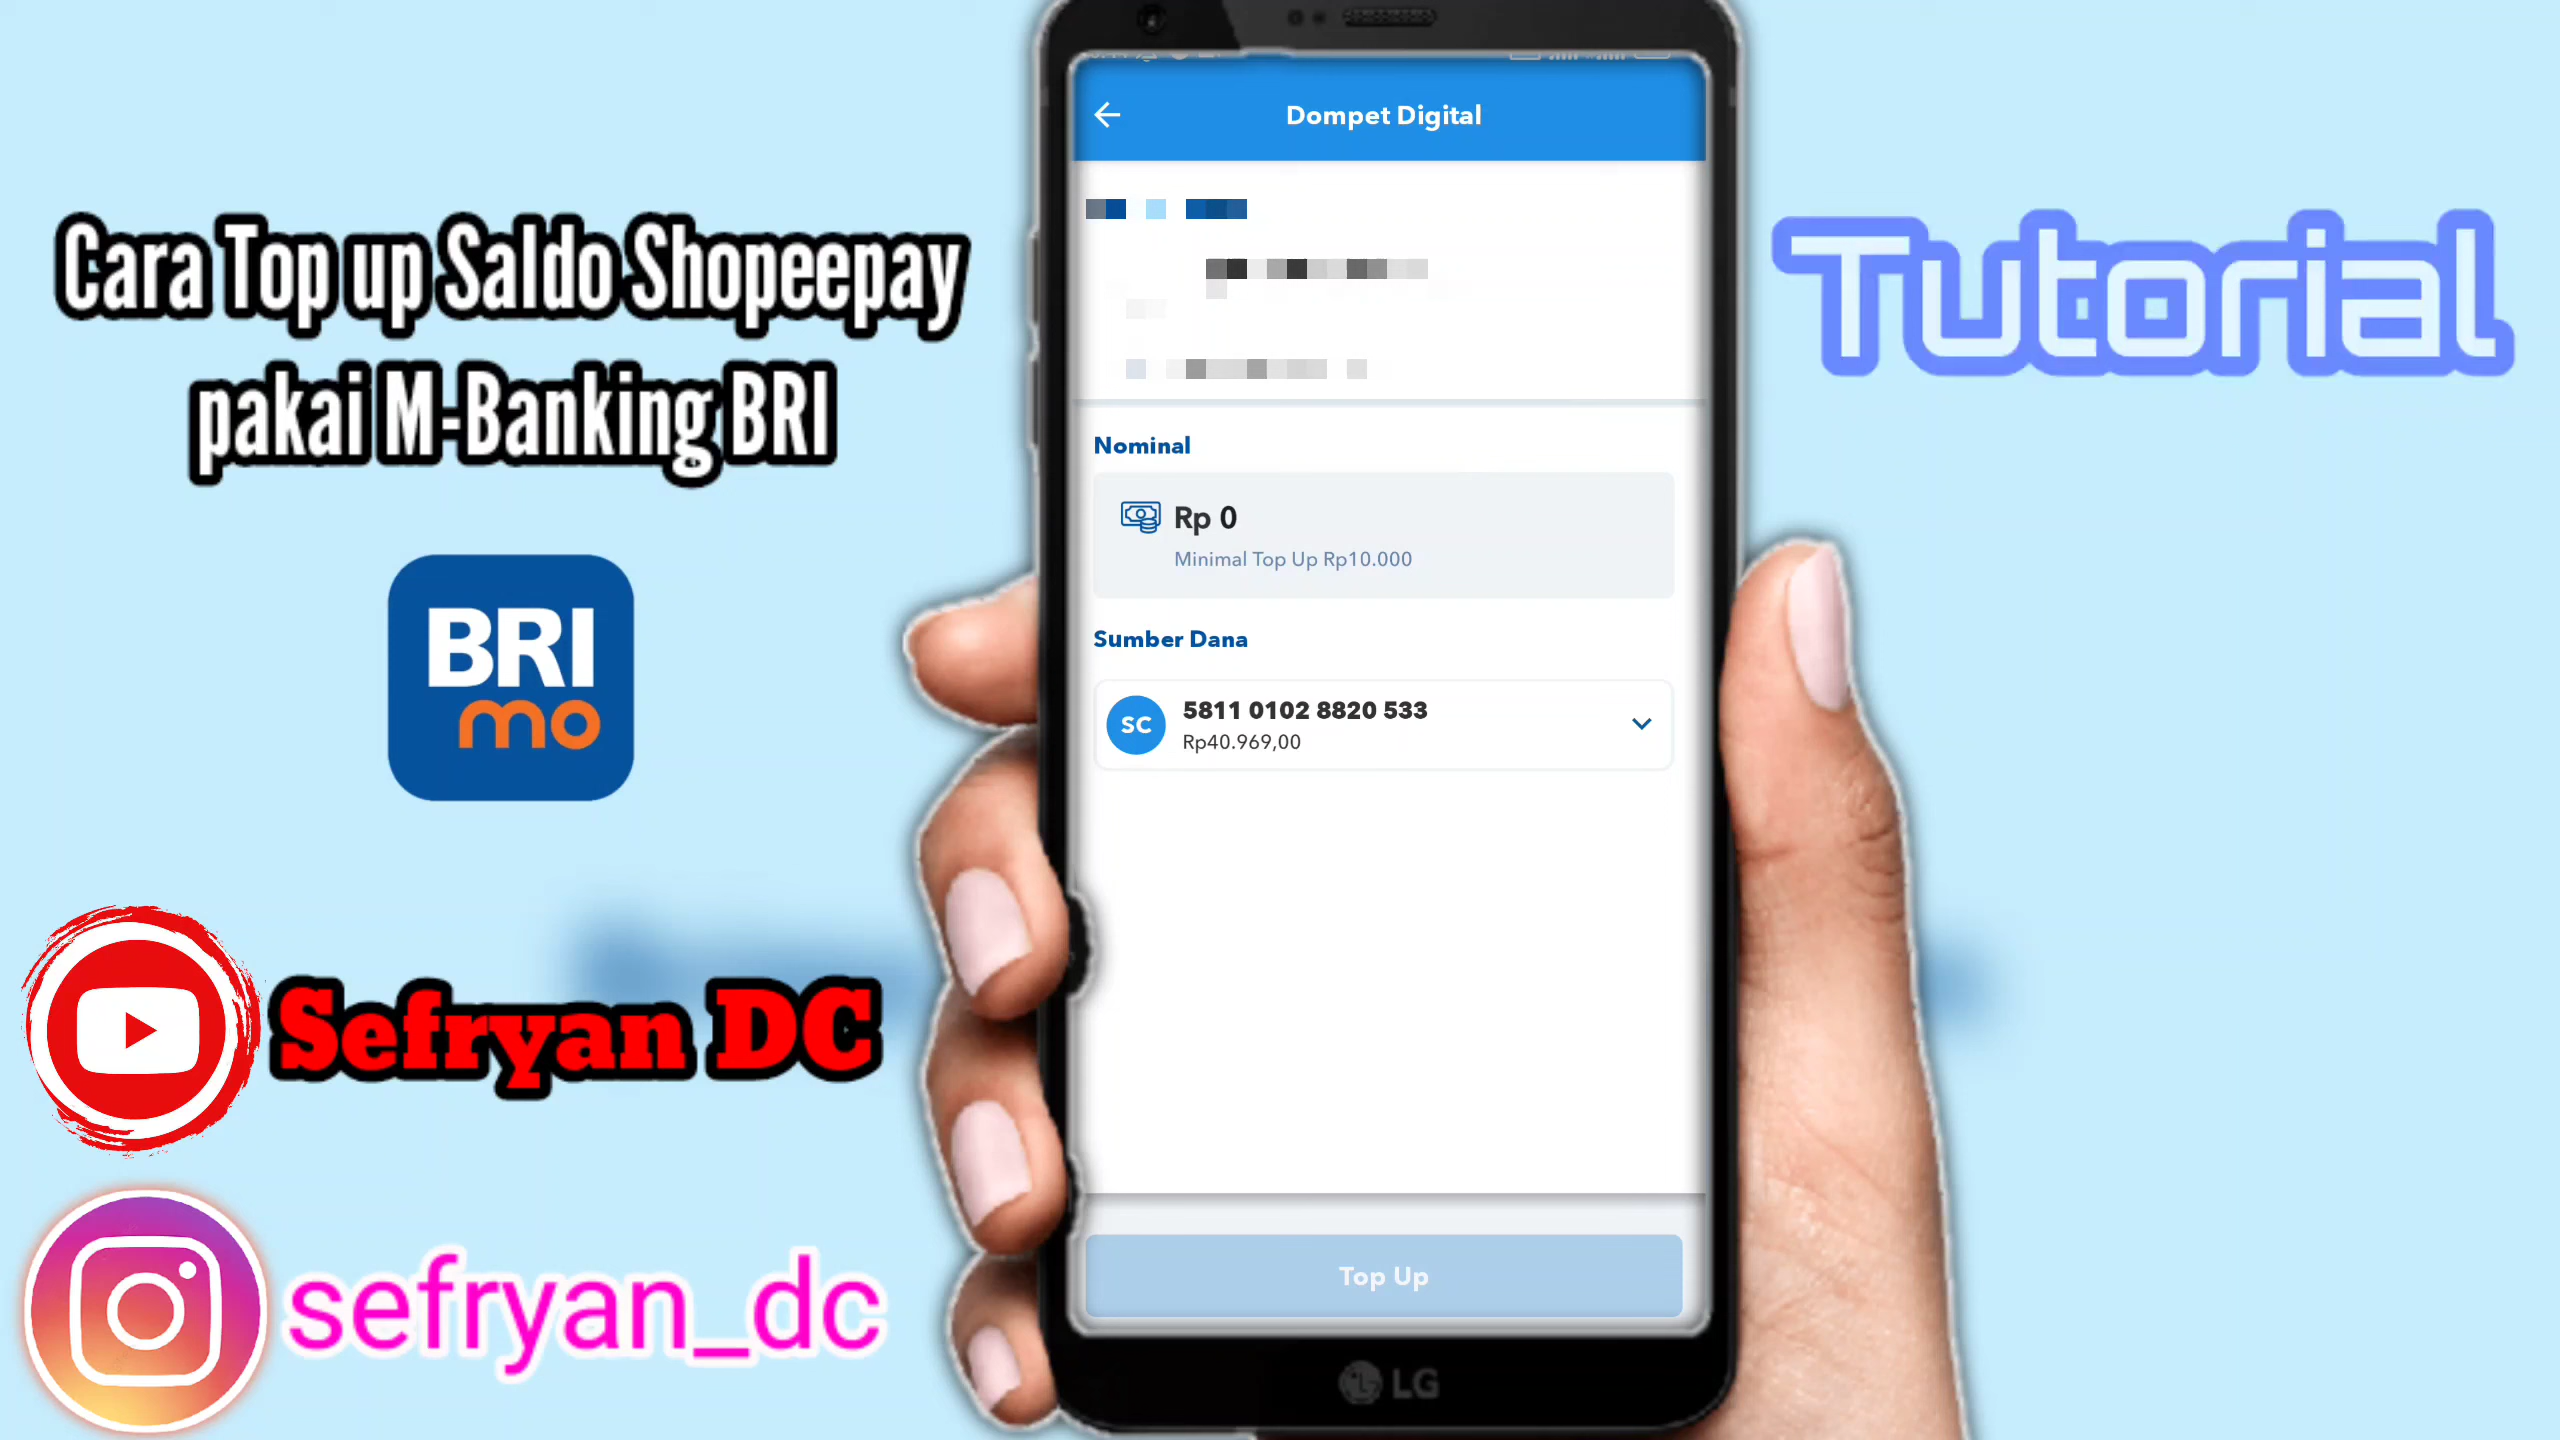 Cara Top up Saldo Shopeepay
pakai M-Banking BRI
BRI
mo
Sefryan DC
sefryan_dc
Dompet Digital
Nominal
Rp 0
Minimal Top Up Rp10.000
Sumber Dana
SC
5811 0102 8820 533
Rp40.969,00
Top Up
LG
Tutorial